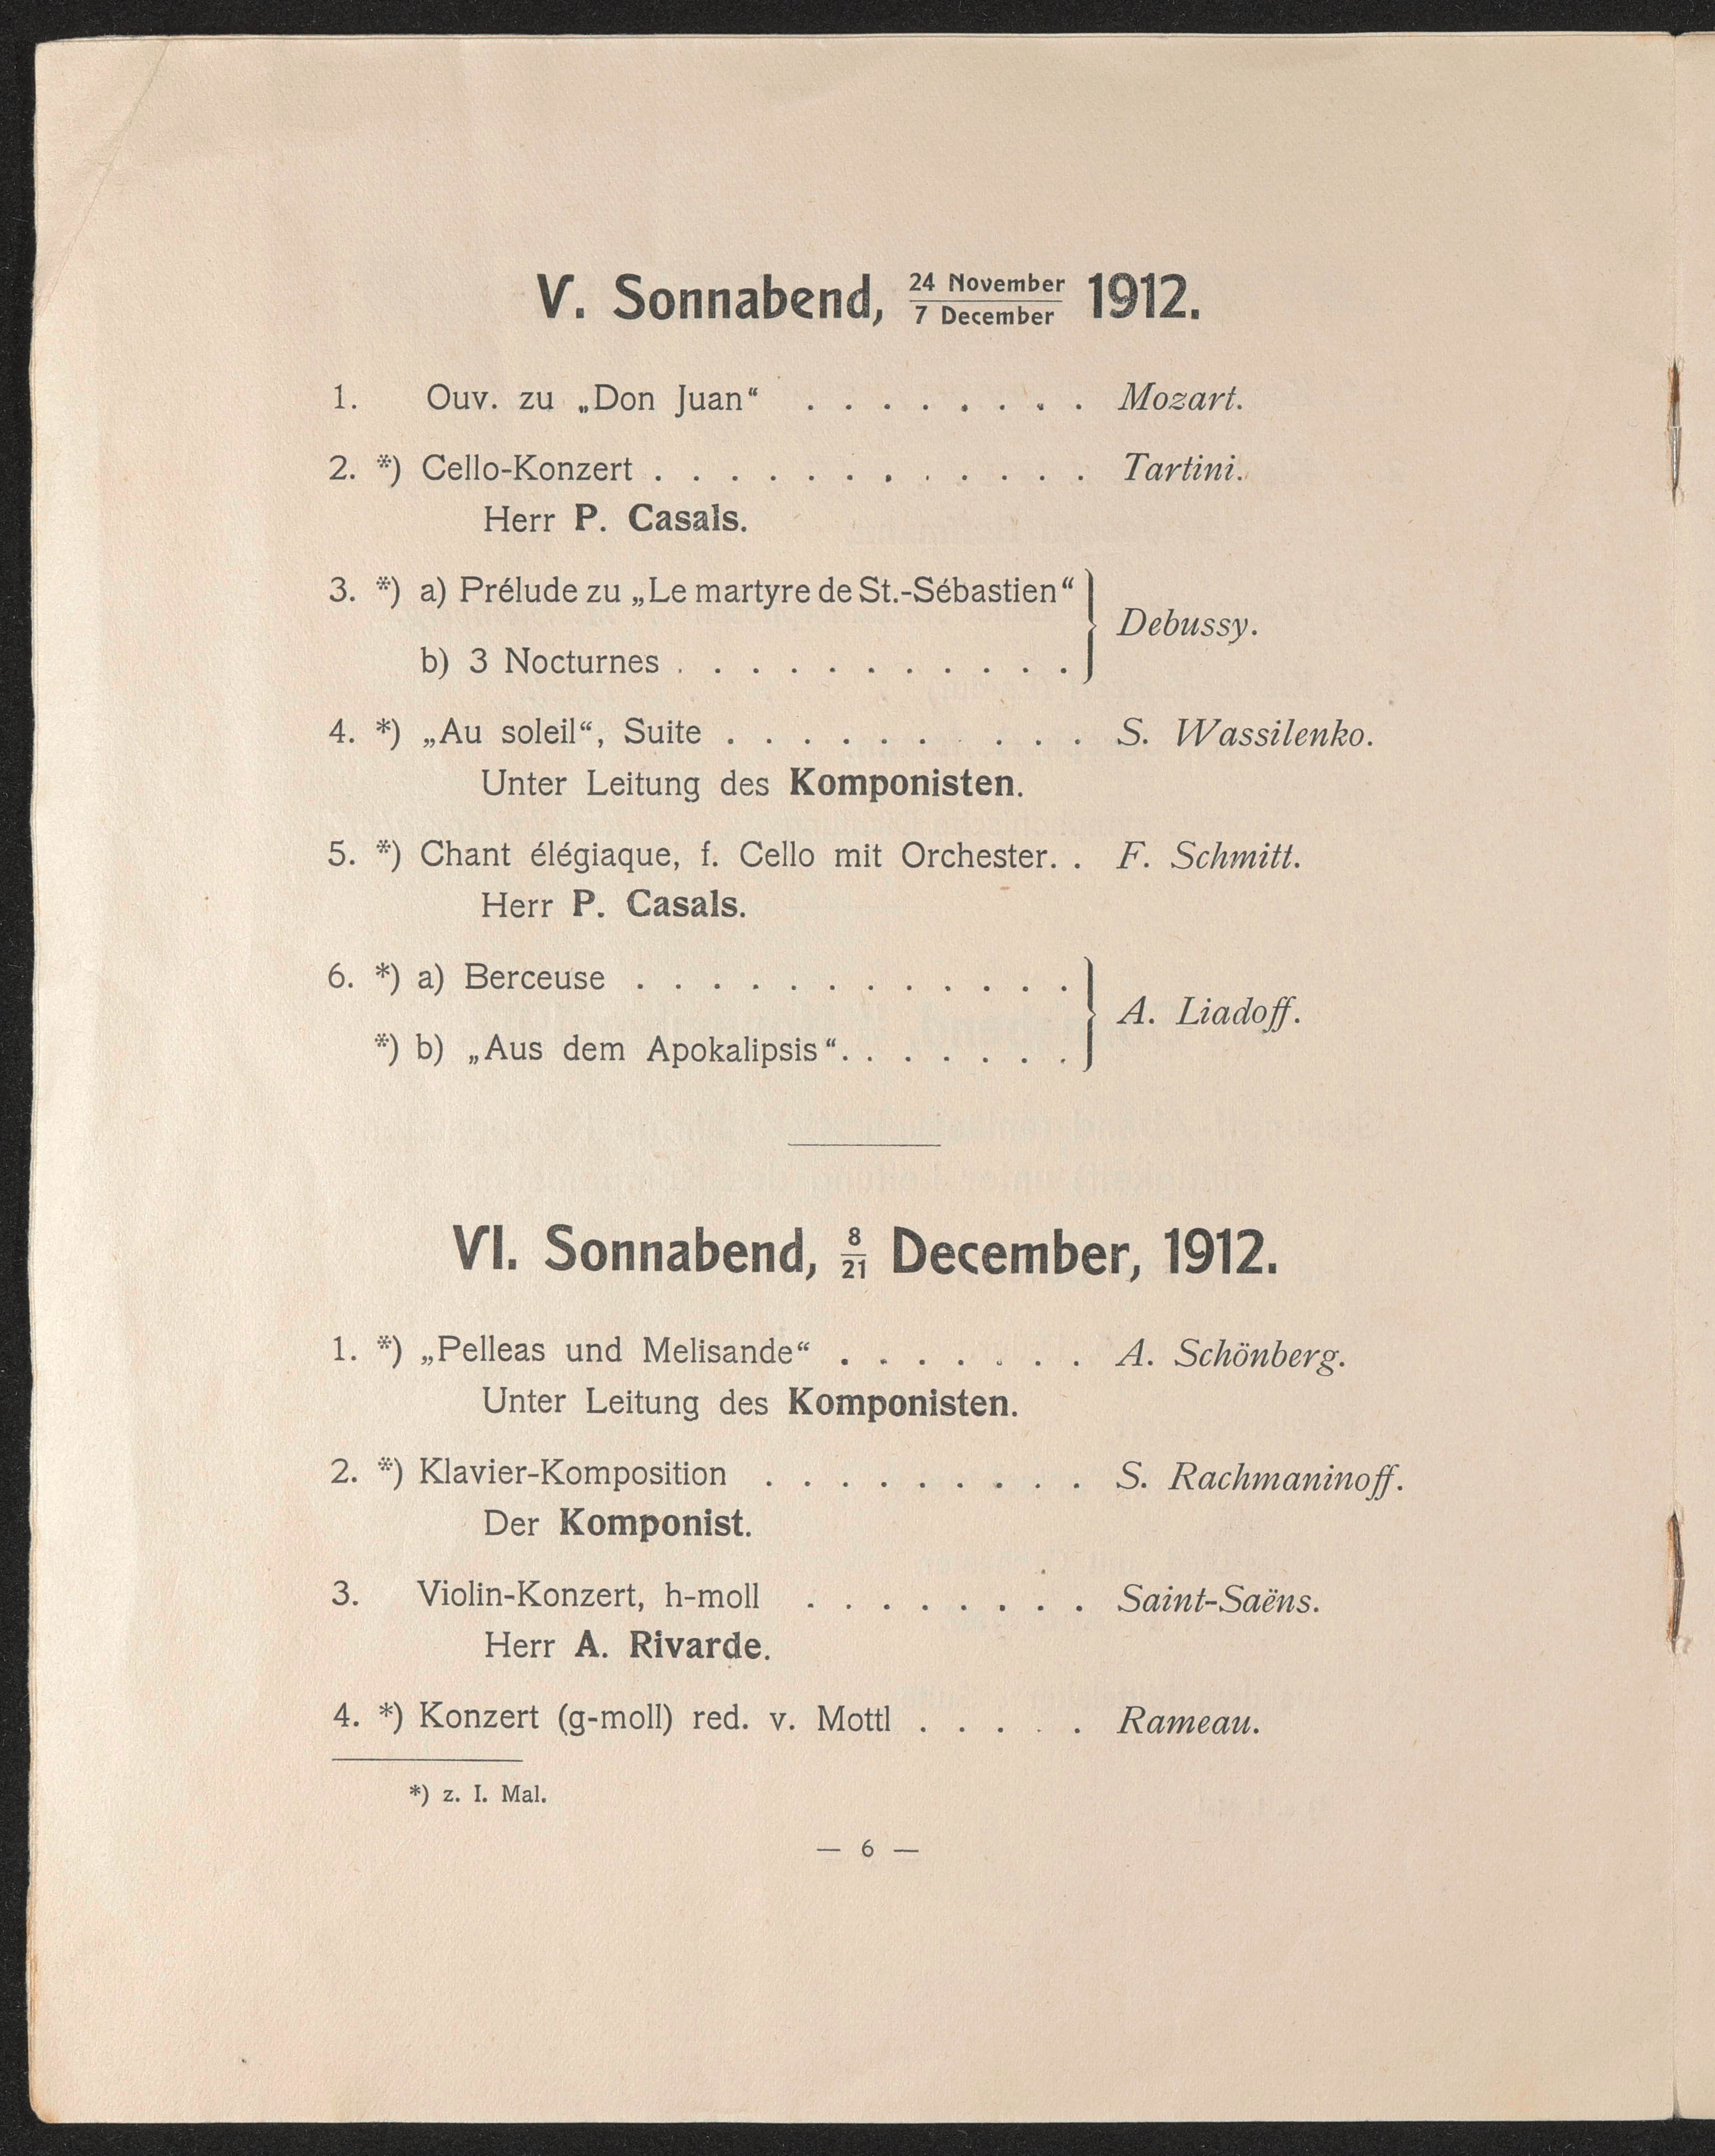 V. Sonnabend, 24 November / 7 December 1912.
1. Ouv. zu „Don Juan“ . . . . . . . . Mozart.
2. *) Cello-Konzert . . . . . . . . . . . . Tartini.
Herr P. Casals.
3. *) a) Prélude zu „Le martyre de St.-Sébastien“
b) 3 Nocturnes . . . . . . . . . . . Debussy.
4. *) „Au soleil“, Suite . . . . . . . . . . S. Wassilenko.
Unter Leitung des Komponisten.
5. *) Chant élégiaque, f. Cello mit Orchester. . F. Schmitt.
Herr P. Casals.
6. *) a) Berceuse . . . . . . . . . . . .
*) b) „Aus dem Apokalipsis“. . . . . . . A. Liadoff.
VI. Sonnabend, 8/21 December, 1912.
1. *) „Pelleas und Melisande“ . . . . . . . A. Schönberg.
Unter Leitung des Komponisten.
2. *) Klavier-Komposition . . . . . . . . . S. Rachmaninoff.
Der Komponist.
3. Violin-Konzert, h-moll . . . . . . . . Saint-Saëns.
Herr A. Rivarde.
4. *) Konzert (g-moll) red. v. Mottl . . . . . Rameau.
*) z. I. Mal.
— 6 —